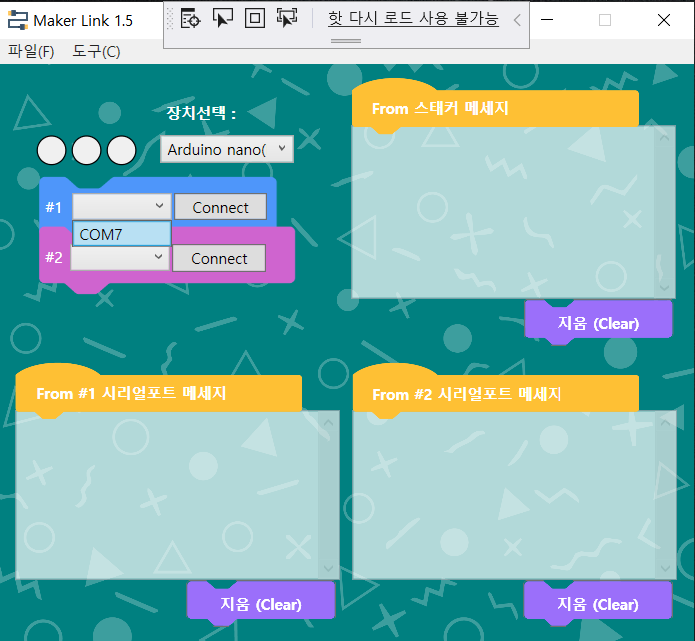 Maker Link 1.5
핫 다시 로드 사용 불가능
파일(F) 도구(C)
장치선택 :
Arduino nano(
#1 Connect
COM7
#2 Connect
From 스태커 메세지
지움 (Clear)
From #1 시리얼포트 메세지
지움 (Clear)
From #2 시리얼포트 메세지
지움 (Clear)